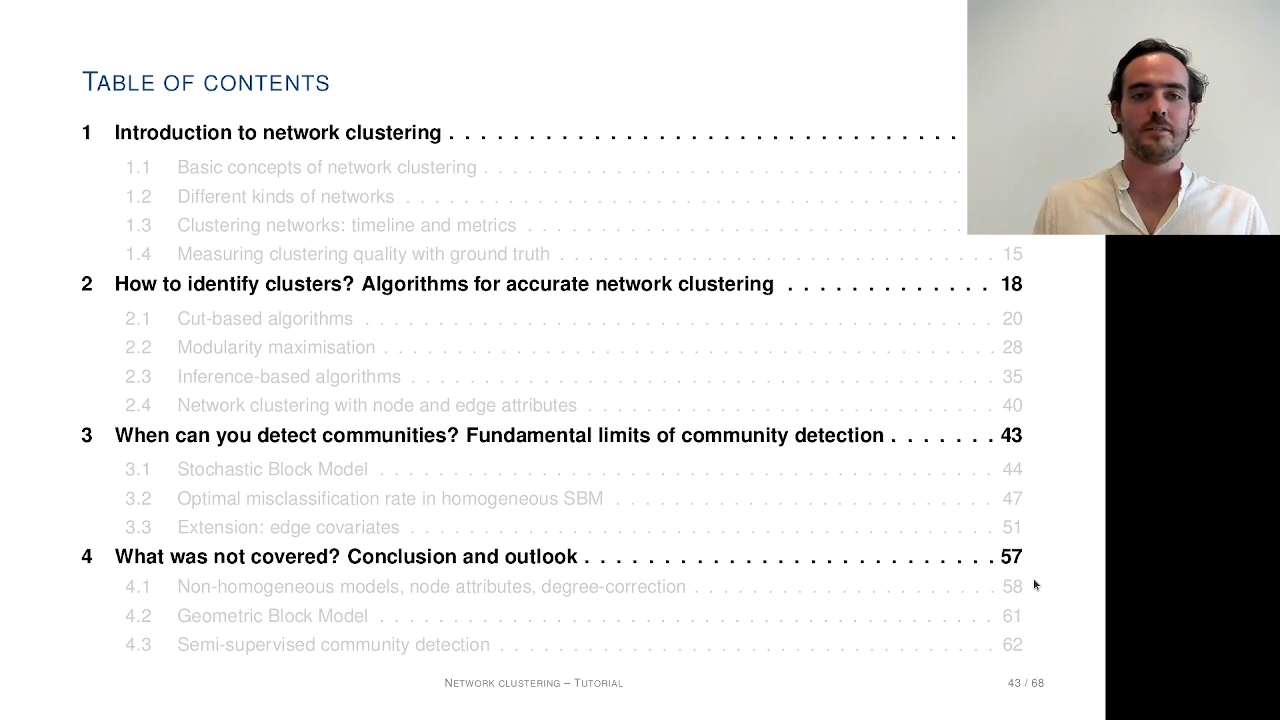 TABLE OF CONTENTS
1 Introduction to network clustering . . . . . . . . . . . . . . . . . . . . . . . . . . . . . . .
1.1 Basic concepts of network clustering . . . . . . . . . . . . . . . . . . . . . . . . . . . . . . . . .
1.2 Different kinds of networks . . . . . . . . . . . . . . . . . . . . . . . . . . . . . . . . . . . . . .
1.3 Clustering networks: timeline and metrics . . . . . . . . . . . . . . . . . . . . . . . . . . . . . .
1.4 Measuring clustering quality with ground truth . . . . . . . . . . . . . . . . . . . . . . . . . . . . . . 15
2 How to identify clusters? Algorithms for accurate network clustering . . . . . . . . . . . . . 18
2.1 Cut-based algorithms . . . . . . . . . . . . . . . . . . . . . . . . . . . . . . . . . . . . . . . . . . . 20
2.2 Modularity maximisation . . . . . . . . . . . . . . . . . . . . . . . . . . . . . . . . . . . . . . . . . . 28
2.3 Inference-based algorithms . . . . . . . . . . . . . . . . . . . . . . . . . . . . . . . . . . . . . . . . 35
2.4 Network clustering with node and edge attributes . . . . . . . . . . . . . . . . . . . . . . . . . . . . 40
3 When can you detect communities? Fundamental limits of community detection . . . . . . . 43
3.1 Stochastic Block Model . . . . . . . . . . . . . . . . . . . . . . . . . . . . . . . . . . . . . . . . . . 44
3.2 Optimal misclassification rate in homogeneous SBM . . . . . . . . . . . . . . . . . . . . . . . . . . 47
3.3 Extension: edge covariates . . . . . . . . . . . . . . . . . . . . . . . . . . . . . . . . . . . . . . . . 51
4 What was not covered? Conclusion and outlook . . . . . . . . . . . . . . . . . . . . . . . . . 57
4.1 Non-homogeneous models, node attributes, degree-correction . . . . . . . . . . . . . . . . . . . . . 58
4.2 Geometric Block Model . . . . . . . . . . . . . . . . . . . . . . . . . . . . . . . . . . . . . . . . . . 61
4.3 Semi-supervised community detection . . . . . . . . . . . . . . . . . . . . . . . . . . . . . . . . . . 62
NETWORK CLUSTERING – TUTORIAL
43 / 68